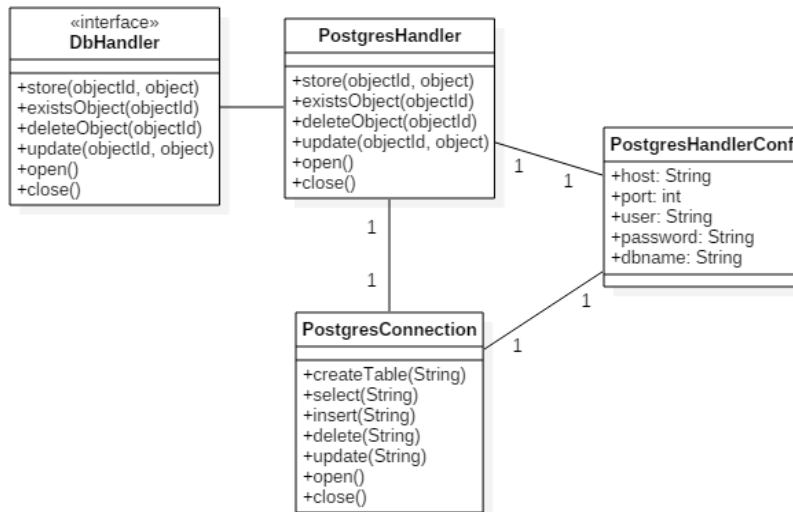 «interface»
DbHandler
+store(objectId, object)
+existsObject(objectId)
+deleteObject(objectId)
+update(objectId, object)
+open()
+close()
PostgresHandler
+store(objectId, object)
+existsObject(objectId)
+deleteObject(objectId)
+update(objectId, object)
+open()
+close()
1
1
PostgresHandlerConf
+host: String
+port: int
+user: String
+password: String
+dbname: String
1
1
1
1
PostgresConnection
+createTable(String)
+select(String)
+insert(String)
+delete(String)
+update(String)
+open()
+close()